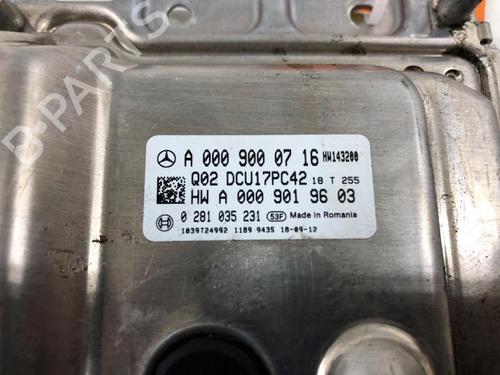 B-PARTS
A 000 900 07 16 HW143200
Q02 DCU17PC42 18 T 255
HW A 000 901 96 03
0 281 035 231 53F Made in Romania
1039T24992 1189 9435 18-09-12